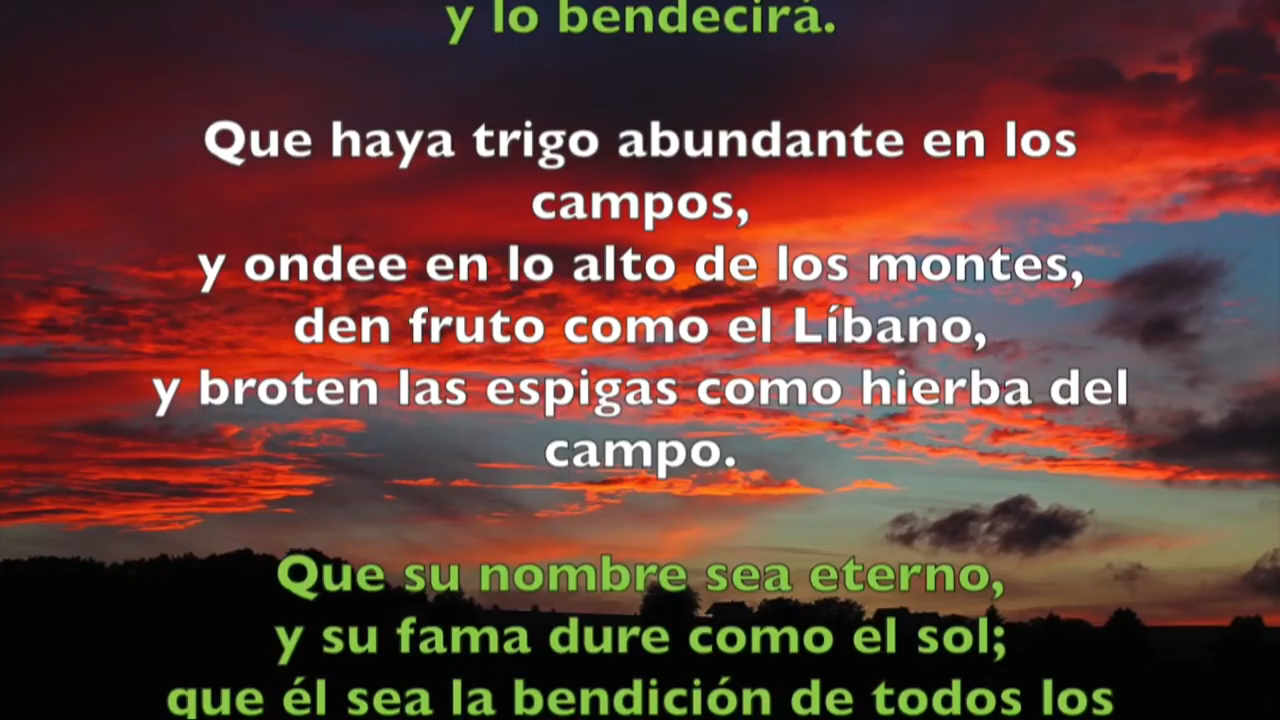 y lo bendecirá.
Que haya trigo abundante en los
campos,
y ondee en lo alto de los montes,
den fruto como el Líbano,
y broten las espigas como hierba del
campo.
Que su nombre sea eterno,
y su fama dure como el sol;
que él sea la bendición de todos los